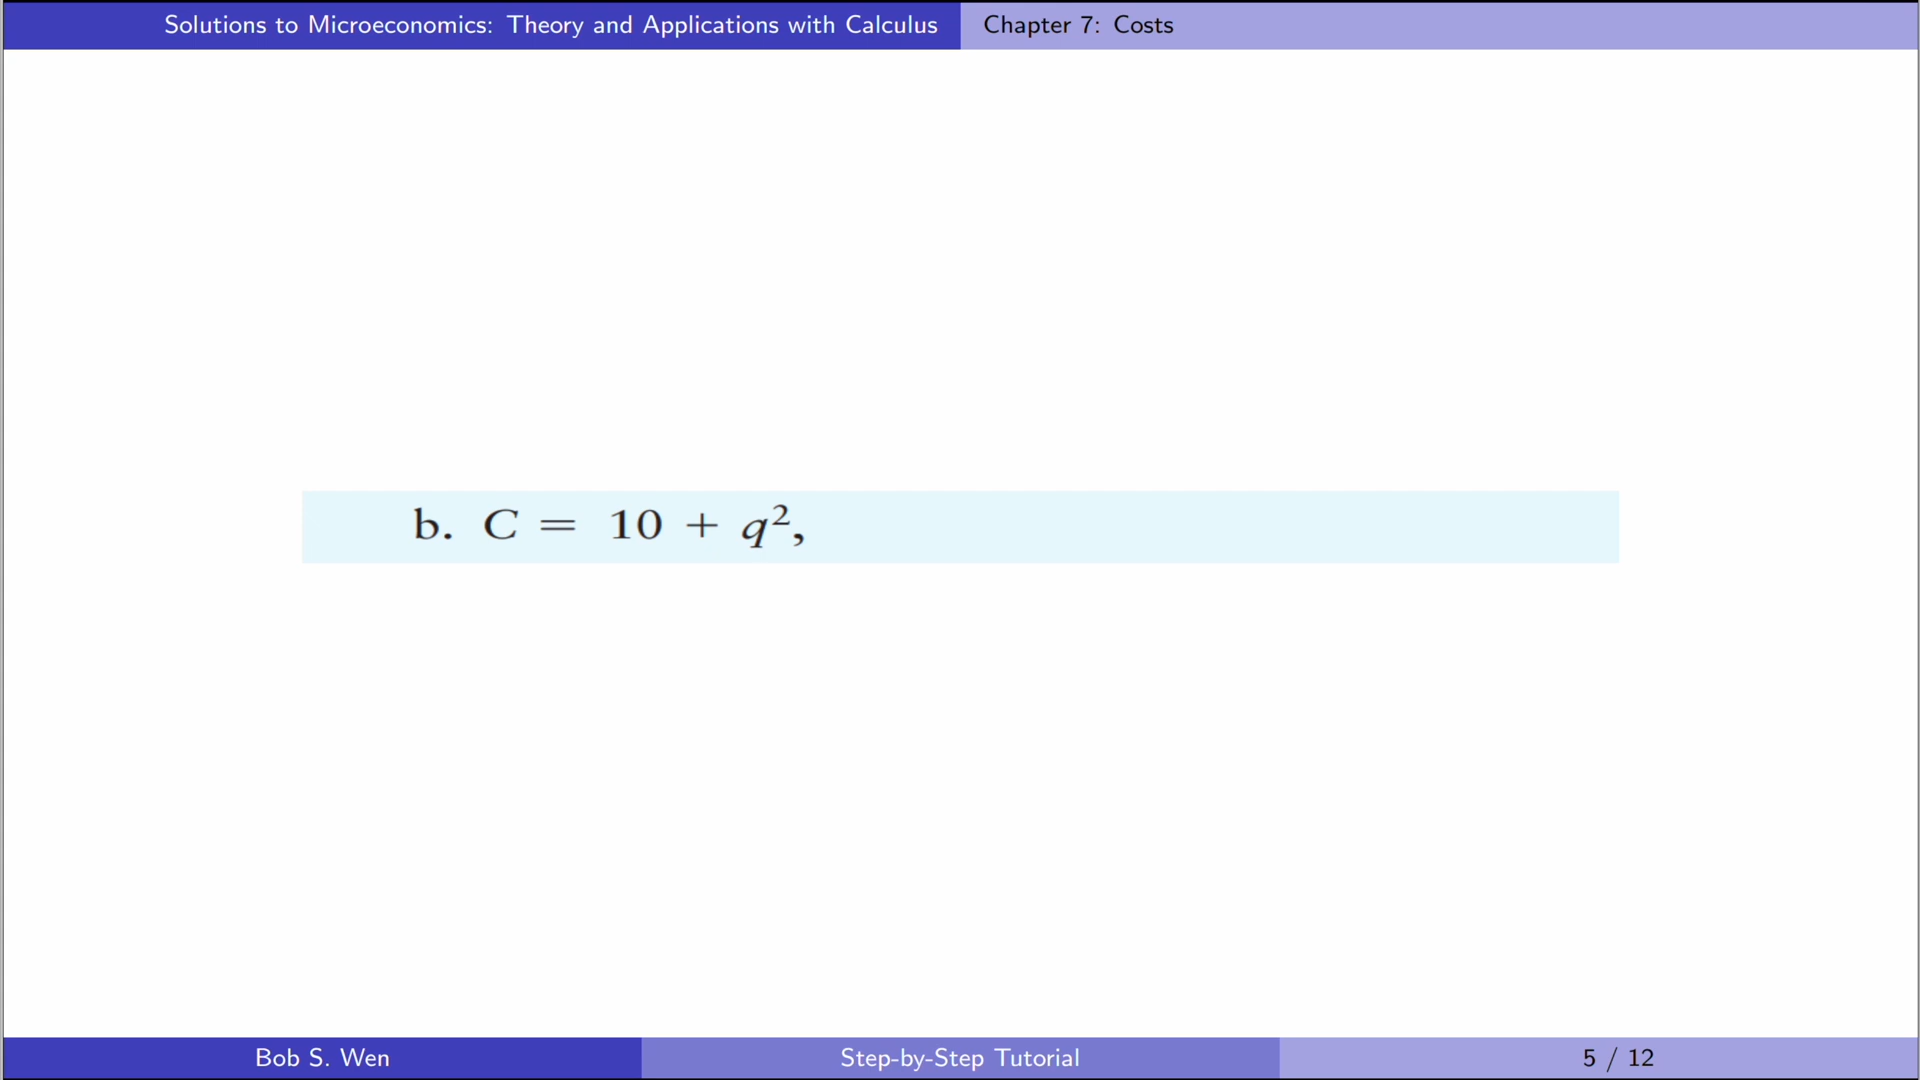 Solutions to Microeconomics: Theory and Applications with Calculus
Chapter 7: Costs
b. C = 10 + q²,
Bob S. Wen
Step-by-Step Tutorial
5 / 12